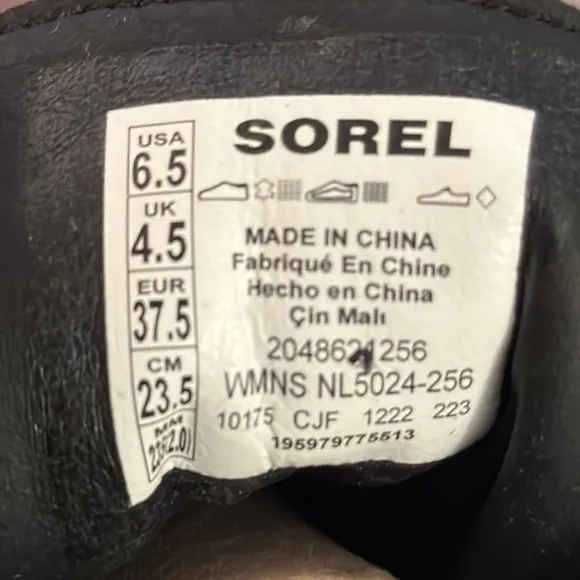 SOREL
USA
6.5
UK
4.5
EUR
37.5
CM
23.5
MM
MADE IN CHINA
Fabriqué En Chine
Hecho en China
Çin Malı
2048621256
WMNS NL5024-256
10175 CJF 1222 223
195979775513